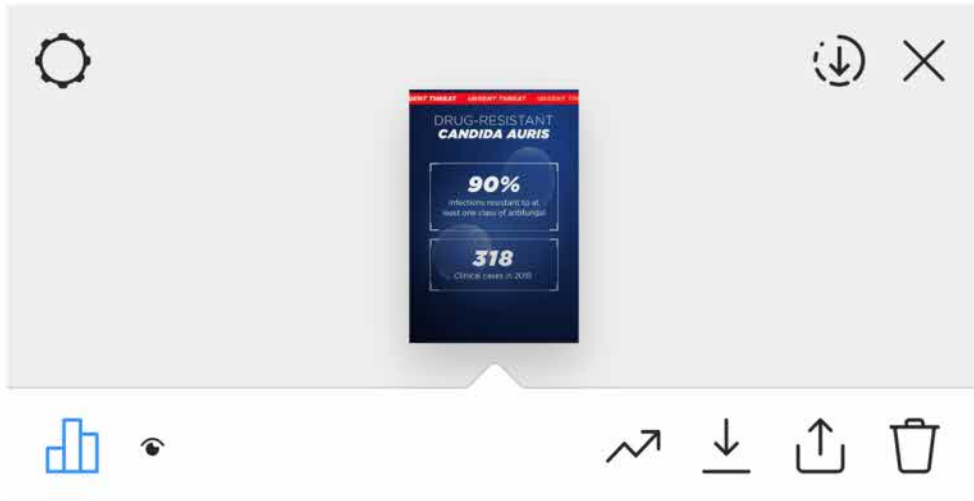 URGENT THREAT
DRUG-RESISTANT
CANDIDA AURIS
90%
Infections resistant to at
least one class of antifungal
318
Clinical cases in 2018